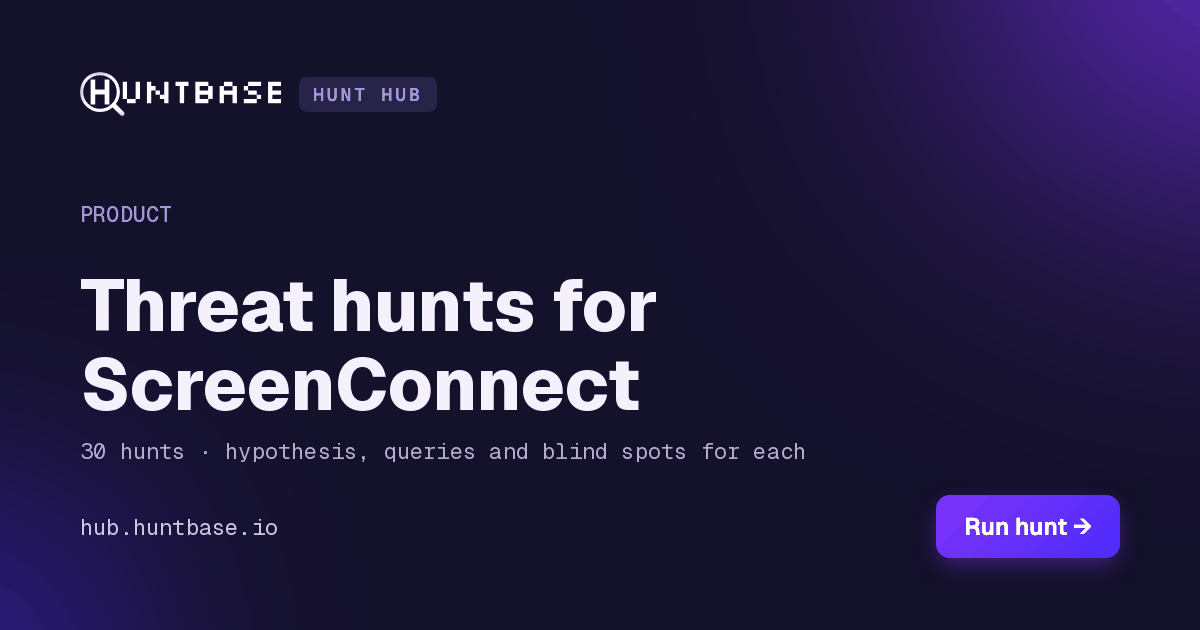 HUNTBASE HUNT HUB
PRODUCT
Threat hunts for
ScreenConnect
30 hunts · hypothesis, queries and blind spots for each
hub.huntbase.io
Run hunt →